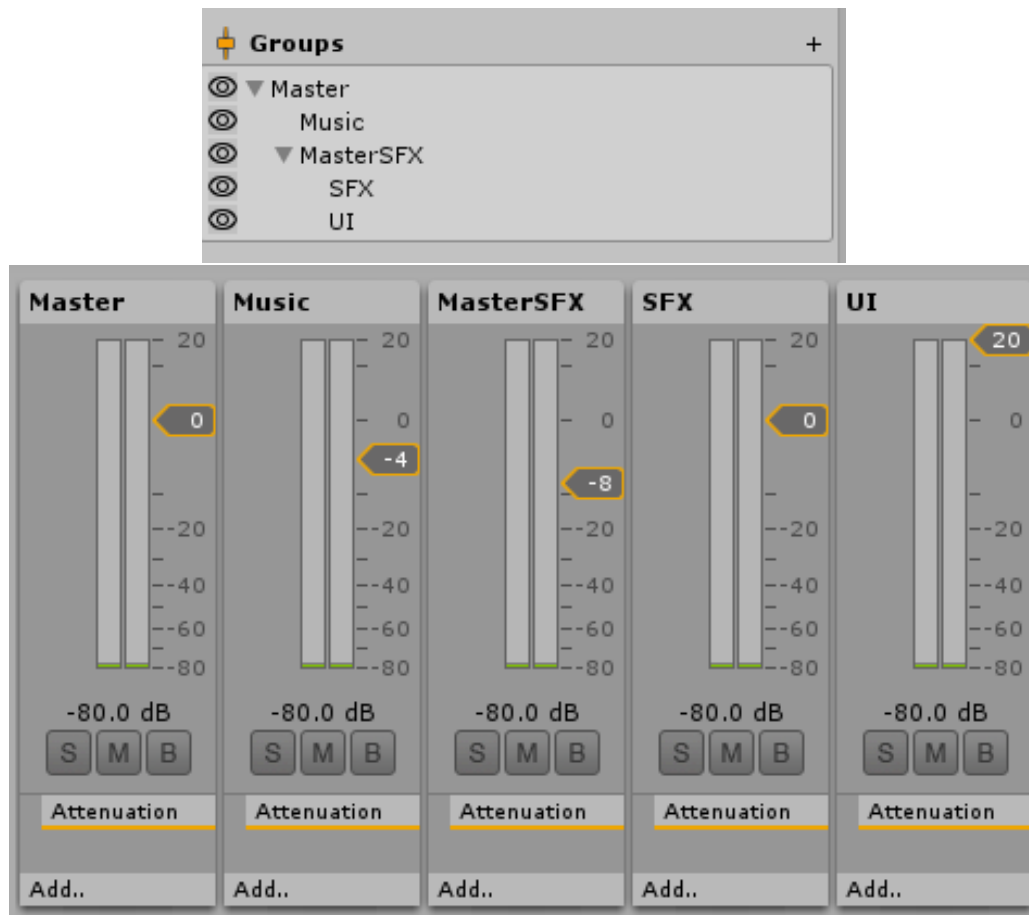 Groups +
Master
Music
MasterSFX
SFX
UI
Master Music MasterSFX SFX UI
20 20 20 20 20
0 0 0 0 0 0 0
-4
-8
-20 -20 -20 -20 -20
-40 -40 -40 -40 -40
-60 -60 -60 -60 -60
-80 -80 -80 -80 -80
-80.0 dB -80.0 dB -80.0 dB -80.0 dB -80.0 dB
S M B S M B S M B S M B S M B
Attenuation Attenuation Attenuation Attenuation Attenuation
Add.. Add.. Add.. Add.. Add..